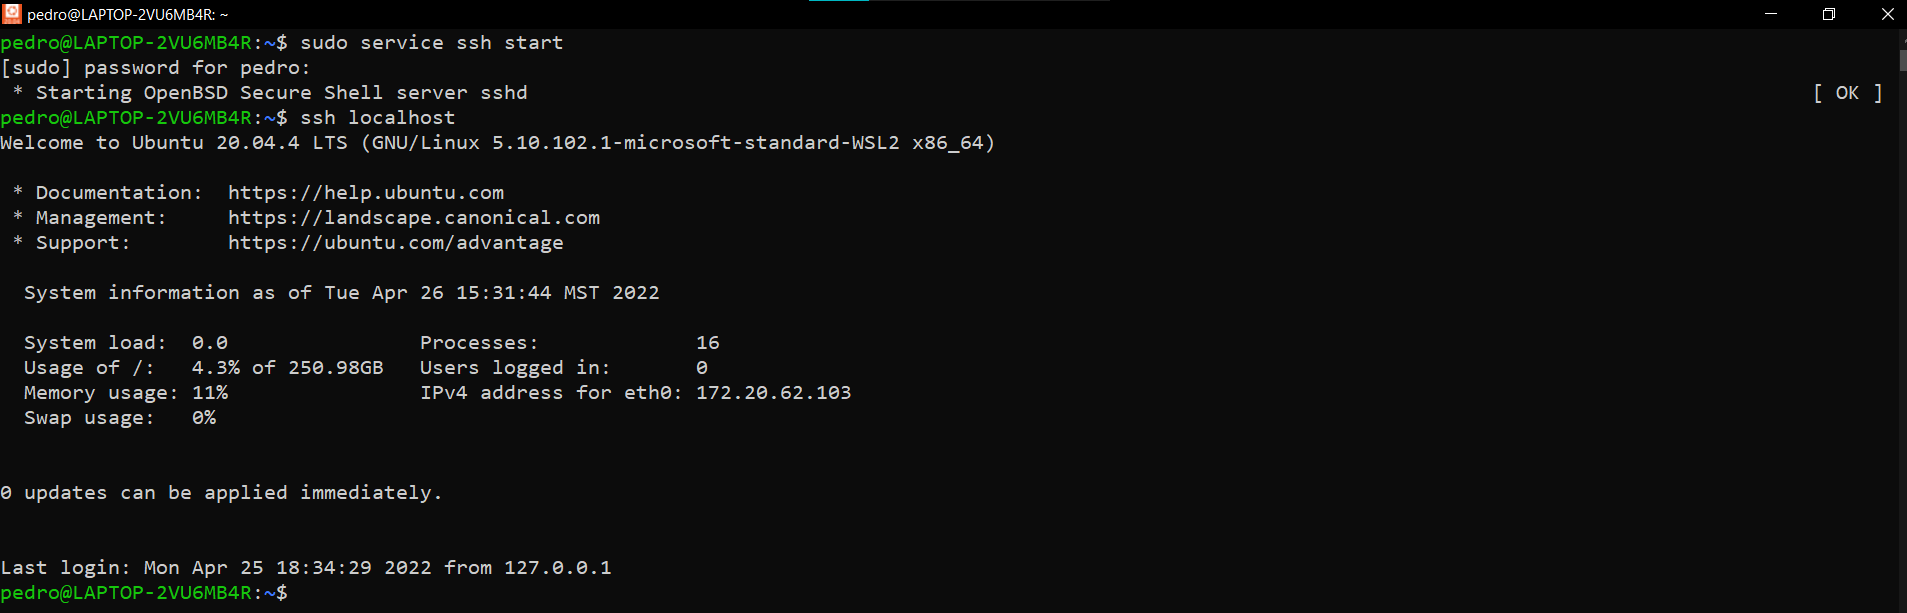 pedro@LAPTOP-2VU6MB4R: ~
pedro@LAPTOP-2VU6MB4R:~$ sudo service ssh start
[sudo] password for pedro:
 * Starting OpenBSD Secure Shell server sshd [ OK ]
pedro@LAPTOP-2VU6MB4R:~$ ssh localhost
Welcome to Ubuntu 20.04.4 LTS (GNU/Linux 5.10.102.1-microsoft-standard-WSL2 x86_64)

 * Documentation:  https://help.ubuntu.com
 * Management:     https://landscape.canonical.com
 * Support:        https://ubuntu.com/advantage

  System information as of Tue Apr 26 15:31:44 MST 2022

  System load:  0.0                Processes:             16
  Usage of /:   4.3% of 250.98GB   Users logged in:       0
  Memory usage: 11%                IPv4 address for eth0: 172.20.62.103
  Swap usage:   0%

0 updates can be applied immediately.

Last login: Mon Apr 25 18:34:29 2022 from 127.0.0.1
pedro@LAPTOP-2VU6MB4R:~$